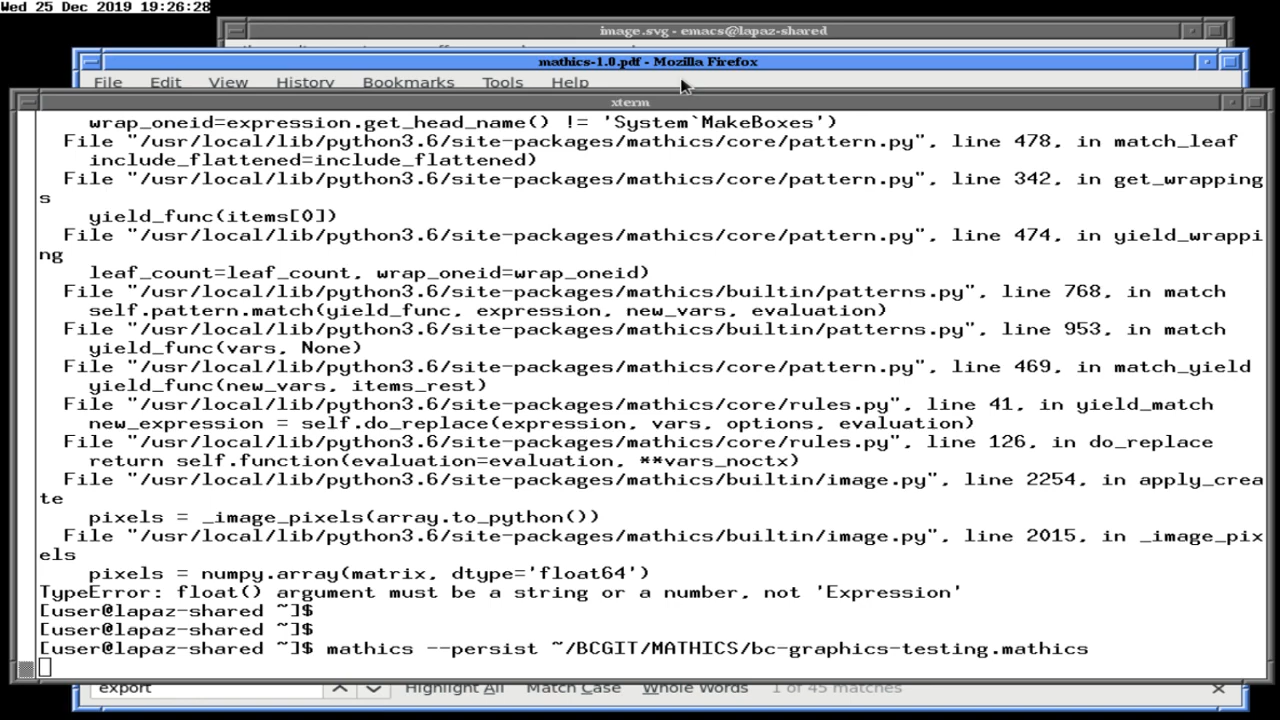 Wed 25 Dec 2019 19:26:28
image.svg - emacs@lapaz-shared
mathics-1.0.pdf - Mozilla Firefox
File Edit View History Bookmarks Tools Help
xterm
wrap_oneid=expression.get_head_name() != 'System`MakeBoxes')
File "/usr/local/lib/python3.6/site-packages/mathics/core/pattern.py", line 478, in match_leaf
include_flattened=include_flattened)
File "/usr/local/lib/python3.6/site-packages/mathics/core/pattern.py", line 342, in get_wrapping
s
yield_func(items[0])
File "/usr/local/lib/python3.6/site-packages/mathics/core/pattern.py", line 474, in yield_wrappi
ng
leaf_count=leaf_count, wrap_oneid=wrap_oneid)
File "/usr/local/lib/python3.6/site-packages/mathics/builtin/patterns.py", line 768, in match
self.pattern.match(yield_func, expression, new_vars, evaluation)
File "/usr/local/lib/python3.6/site-packages/mathics/builtin/patterns.py", line 953, in match
yield_func(vars, None)
File "/usr/local/lib/python3.6/site-packages/mathics/core/pattern.py", line 469, in match_yield
yield_func(new_vars, items_rest)
File "/usr/local/lib/python3.6/site-packages/mathics/core/rules.py", line 41, in yield_match
new_expression = self.do_replace(expression, vars, options, evaluation)
File "/usr/local/lib/python3.6/site-packages/mathics/core/rules.py", line 126, in do_replace
return self.function(evaluation=evaluation, **vars_noctx)
File "/usr/local/lib/python3.6/site-packages/mathics/builtin/image.py", line 2254, in apply_crea
te
pixels = _image_pixels(array.to_python())
File "/usr/local/lib/python3.6/site-packages/mathics/builtin/image.py", line 2015, in _image_pix
els
pixels = numpy.array(matrix, dtype='float64')
TypeError: float() argument must be a string or a number, not 'Expression'
[user@lapaz-shared ~]$
[user@lapaz-shared ~]$
[user@lapaz-shared ~]$ mathics --persist ~/BCGIT/MATHICS/bc-graphics-testing.mathics
export Highlight All Match Case Whole Words 1 of 45 matches